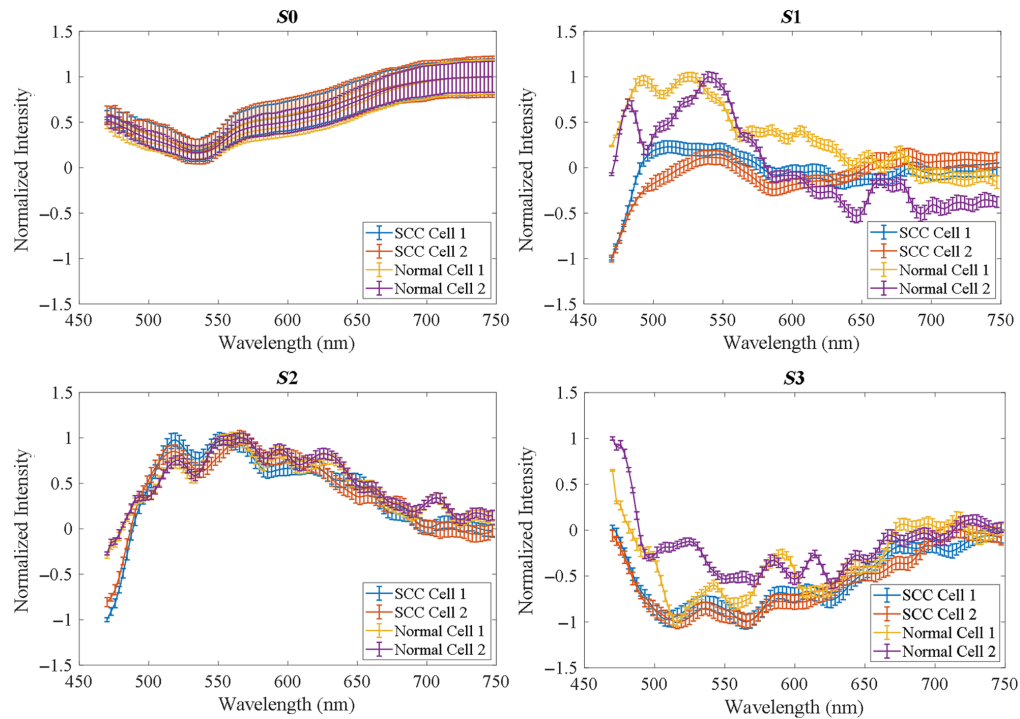 S0
Normalized Intensity
1.5
1
0.5
0
−0.5
−1
−1.5
SCC Cell 1
SCC Cell 2
Normal Cell 1
Normal Cell 2
450 500 550 600 650 700 750
Wavelength (nm)
S1
Normalized Intensity
1.5
1
0.5
0
−0.5
−1
−1.5
SCC Cell 1
SCC Cell 2
Normal Cell 1
Normal Cell 2
450 500 550 600 650 700 750
Wavelength (nm)
S2
Normalized Intensity
1.5
1
0.5
0
−0.5
−1
−1.5
SCC Cell 1
SCC Cell 2
Normal Cell 1
Normal Cell 2
450 500 550 600 650 700 750
Wavelength (nm)
S3
Normalized Intensity
1.5
1
0.5
0
−0.5
−1
−1.5
SCC Cell 1
SCC Cell 2
Normal Cell 1
Normal Cell 2
450 500 550 600 650 700 750
Wavelength (nm)